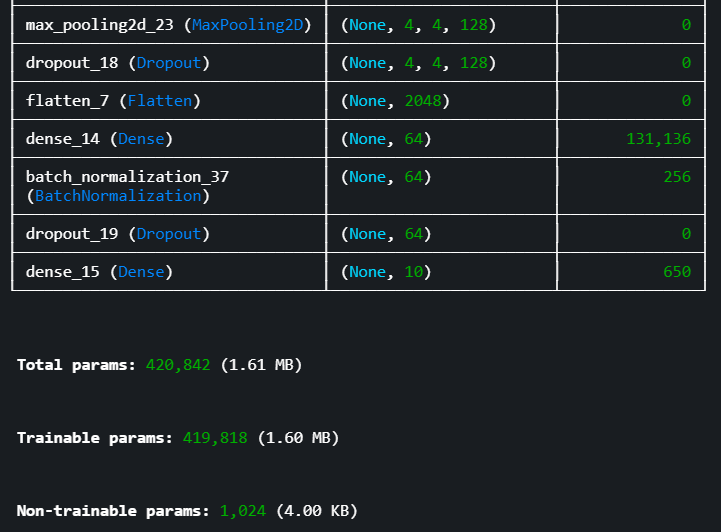 max_pooling2d_23 (MaxPooling2D) (None, 4, 4, 128) 0
dropout_18 (Dropout) (None, 4, 4, 128) 0
flatten_7 (Flatten) (None, 2048) 0
dense_14 (Dense) (None, 64) 131,136
batch_normalization_37 (None, 64) 256
(BatchNormalization)
dropout_19 (Dropout) (None, 64) 0
dense_15 (Dense) (None, 10) 650
Total params: 420,842 (1.61 MB)
Trainable params: 419,818 (1.60 MB)
Non-trainable params: 1,024 (4.00 KB)